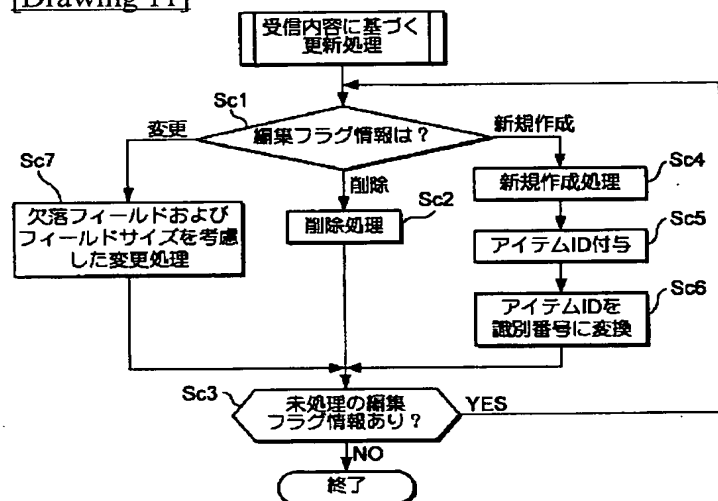 [Drawing 11]
受信内容に基づく
更新処理
Sc1
編集フラグ情報は？
変更
新規作成
削除
Sc7
欠落フィールドおよび
フィールドサイズを考慮
した変更処理
削除処理
Sc2
新規作成処理
Sc4
アイテムID付与
Sc5
アイテムIDを
識別番号に変換
Sc6
Sc3
未処理の編集
フラグ情報あり？
YES
NO
終了